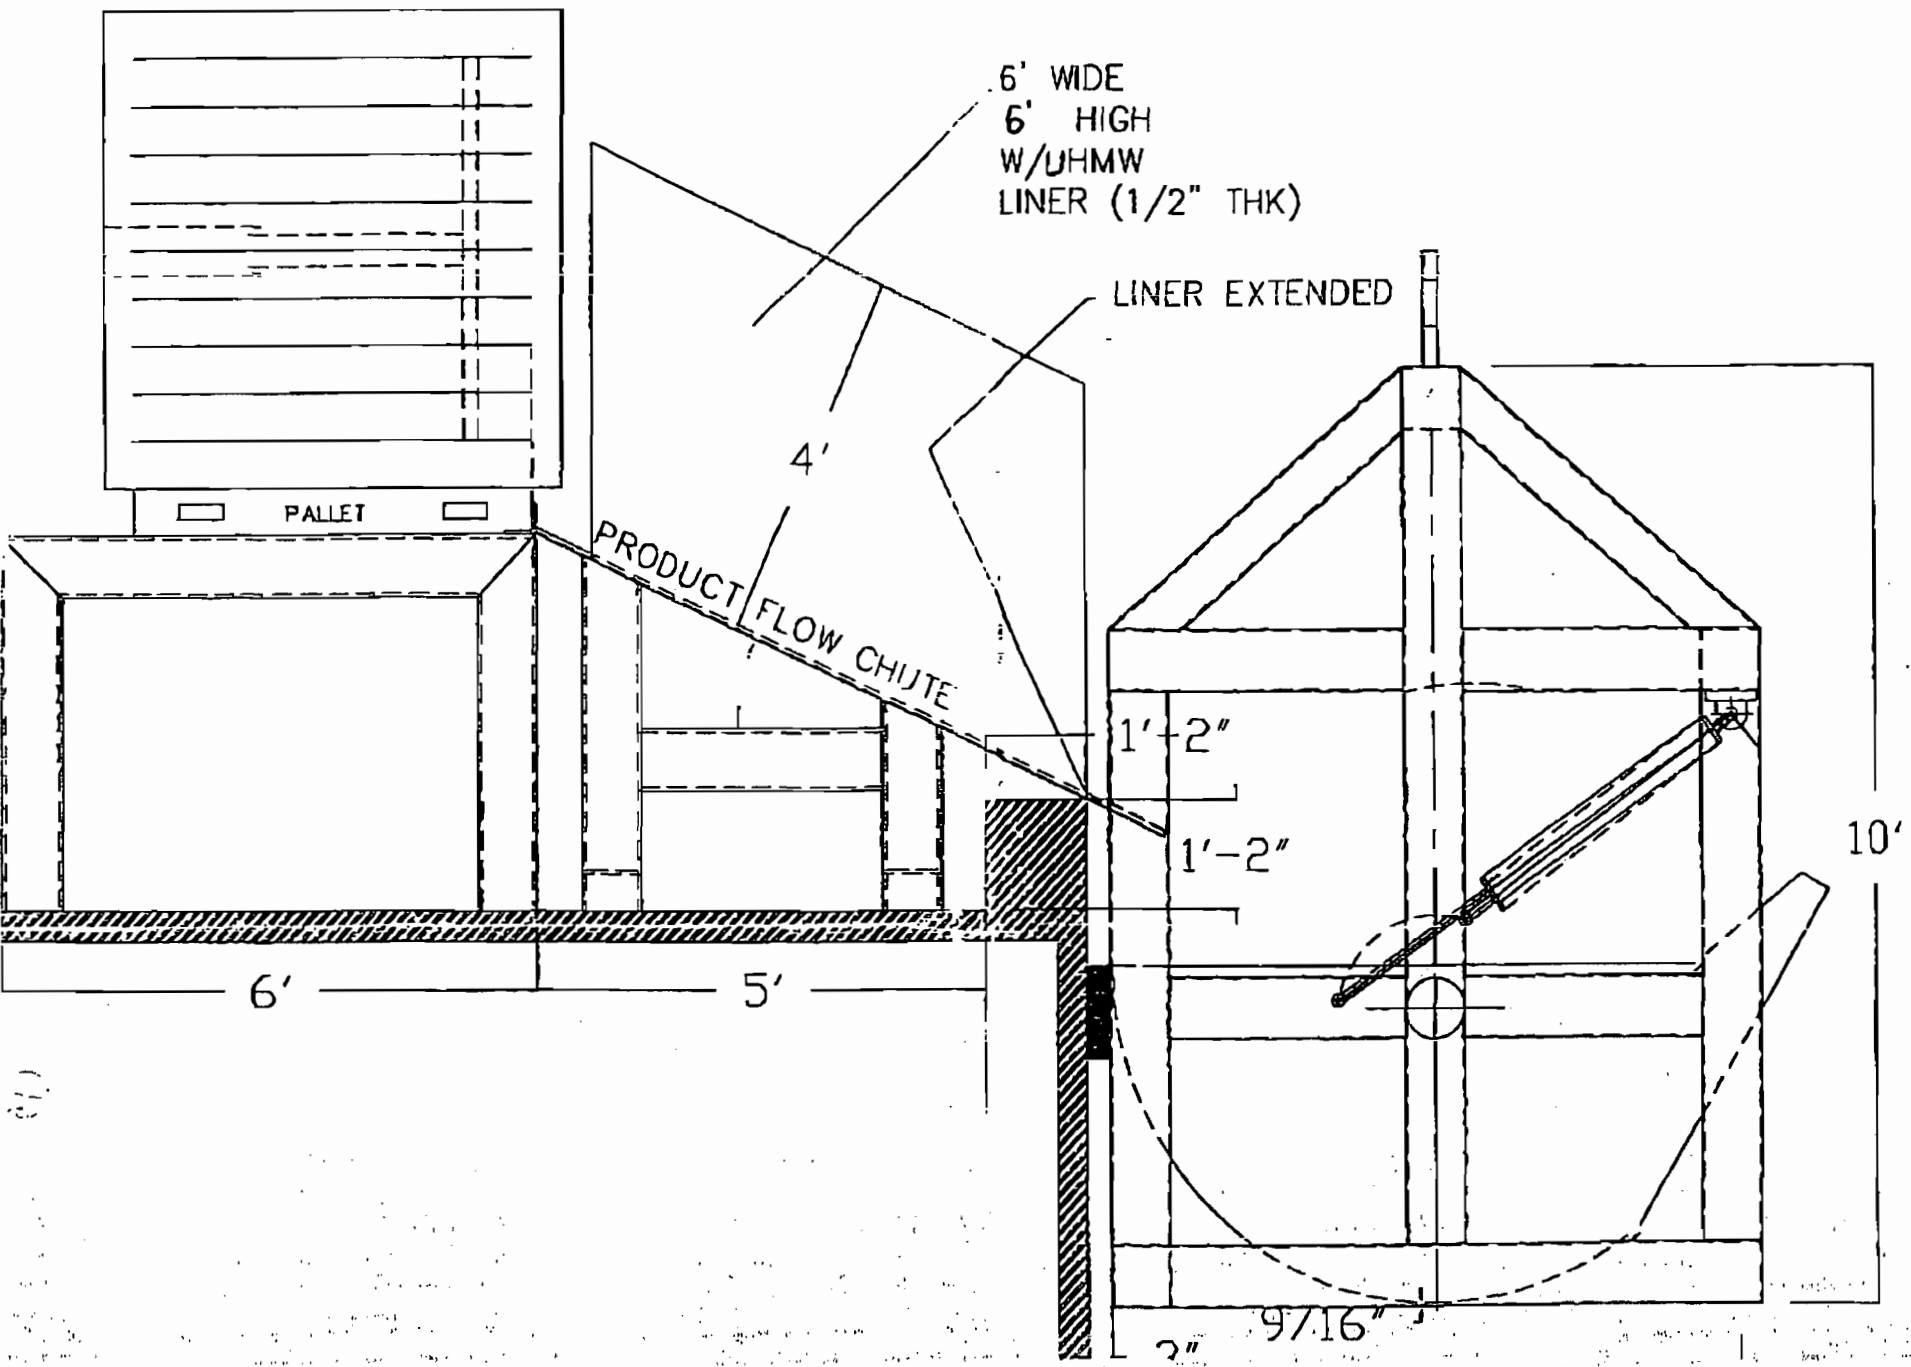 6' WIDE
6' HIGH
W/UHMW
LINER (1/2" THK)
LINER EXTENDED
4'
PALLET
PRODUCT FLOW CHUTE
1'-2"
1'-2"
10'
6'
5'
9/16"
3"